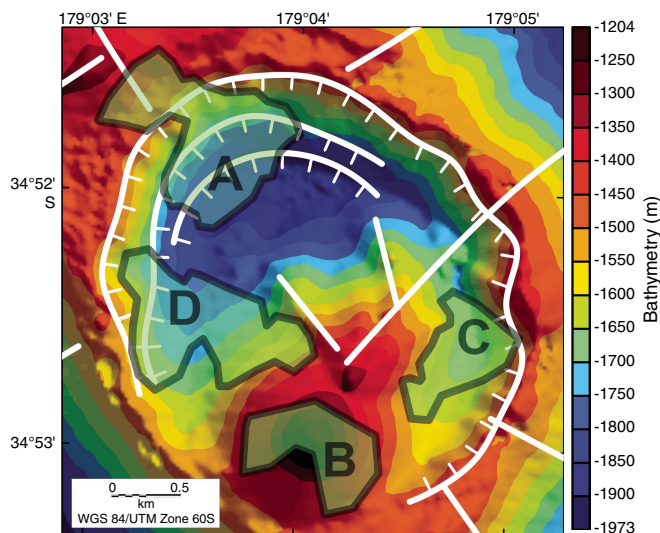 179°03' E
179°04'
179°05'
34°52'
S
34°53'
A
D
C
B
0 0.5
km
WGS 84/UTM Zone 60S
-1204
-1250
-1300
-1350
-1400
-1450
-1500
-1550
-1600
-1650
-1700
-1750
-1800
-1850
-1900
-1973
Bathymetry (m)